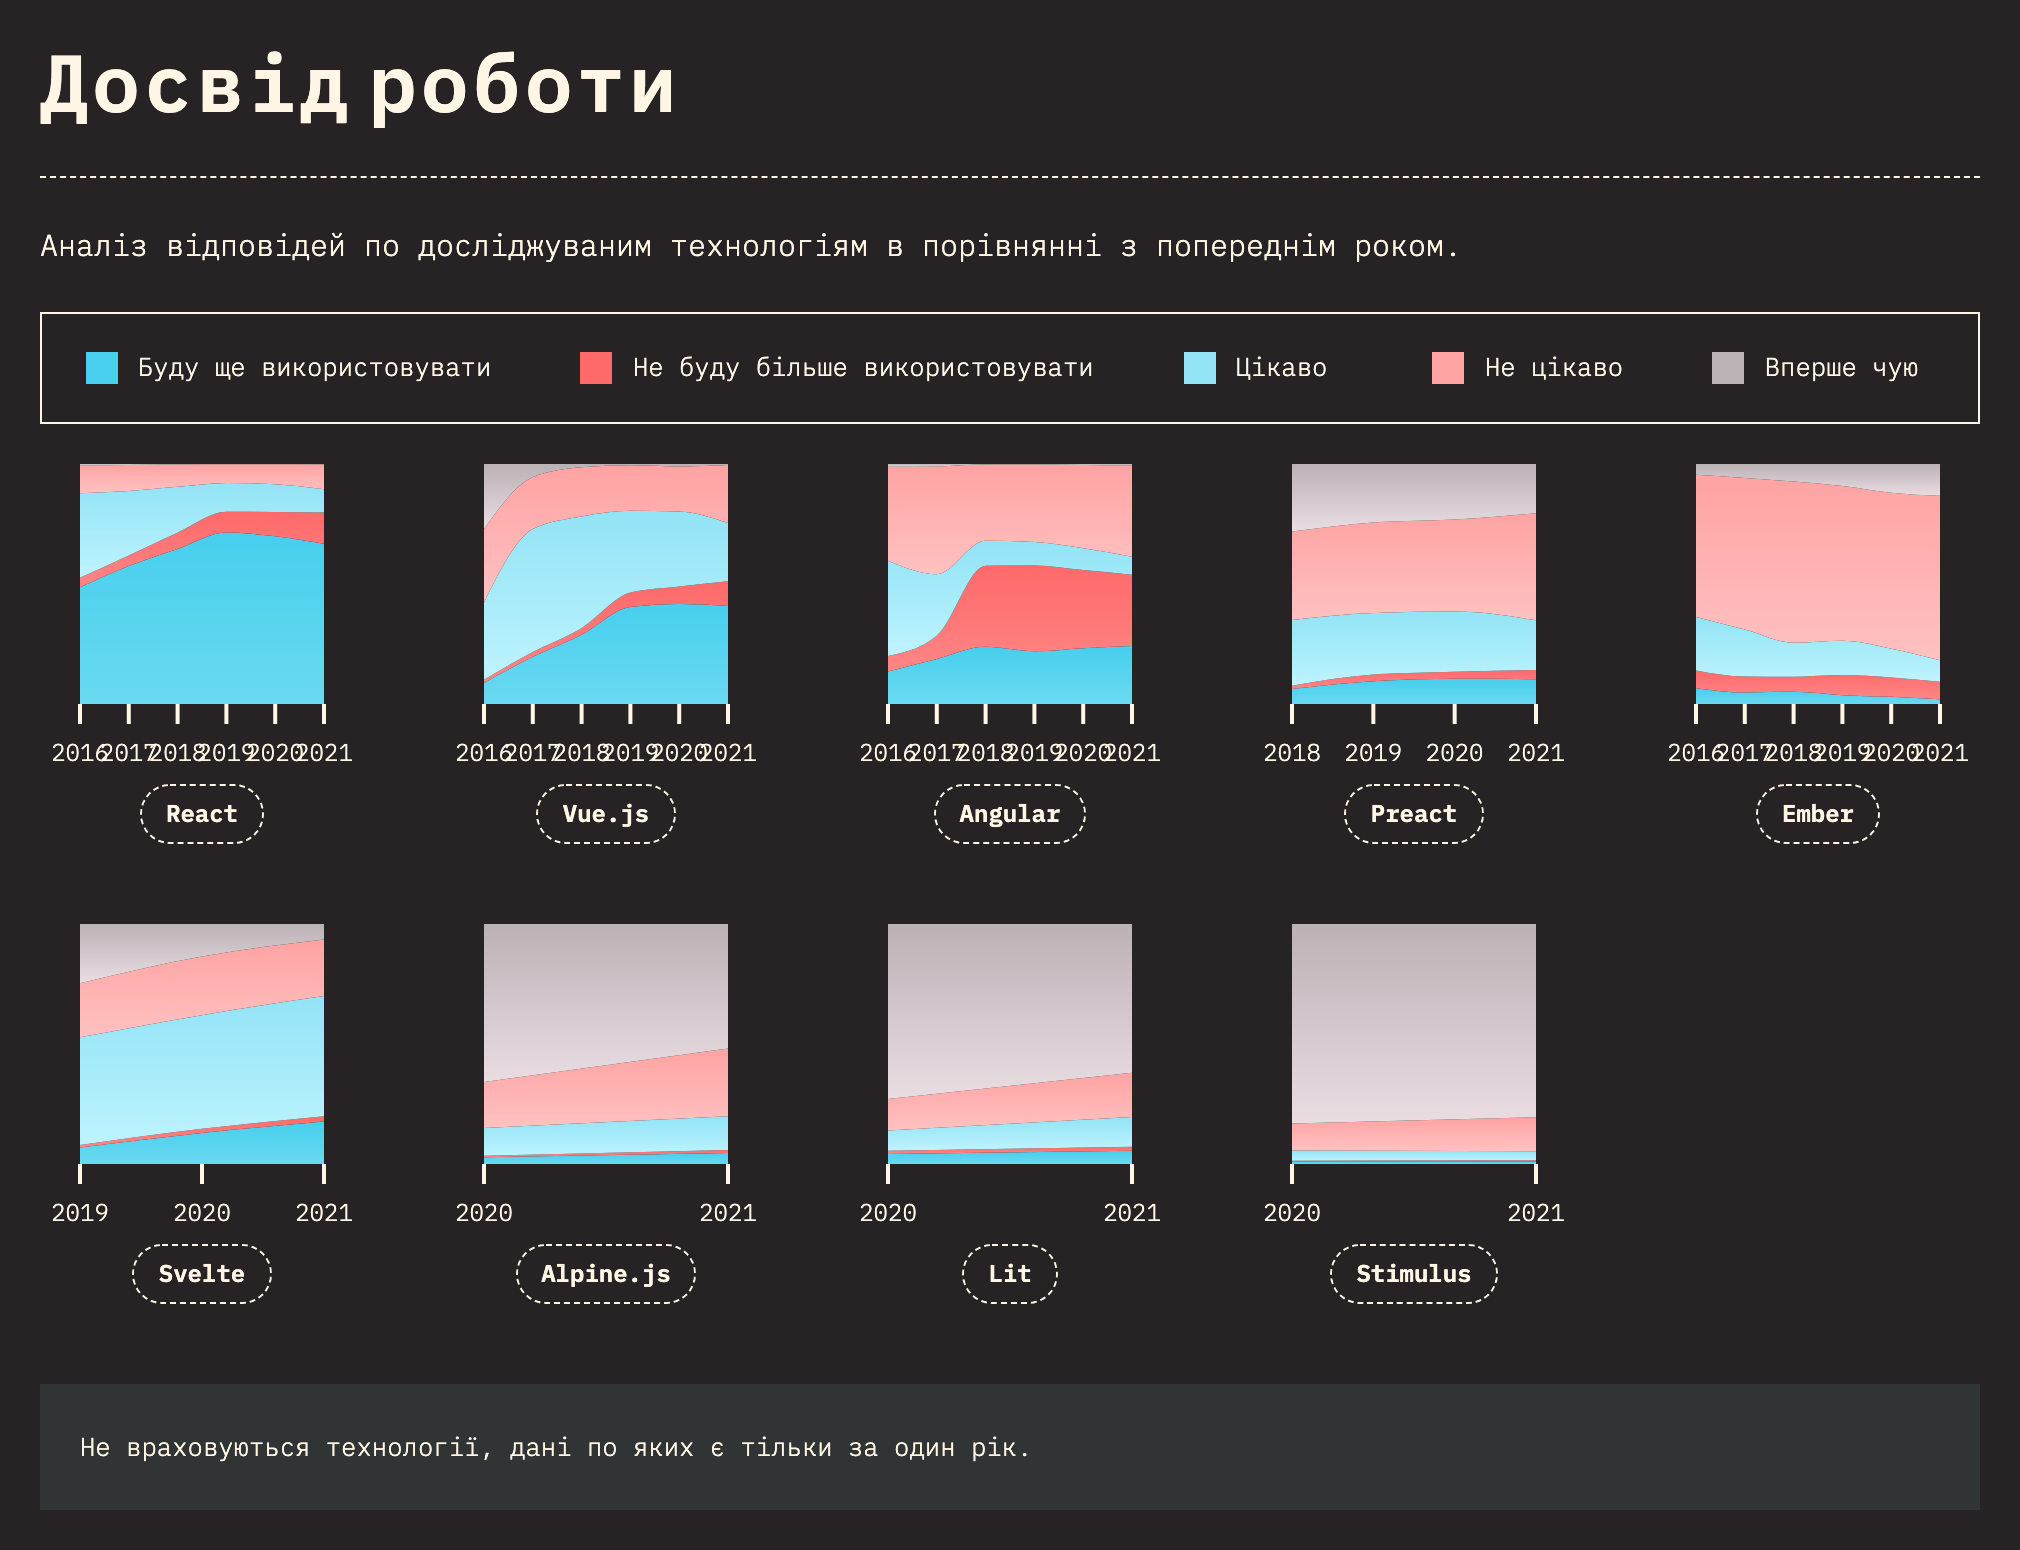 Досвід роботи
Аналіз відповідей по досліджуваним технологіям в порівнянні з попереднім роком.
Буду ще використовувати Не буду більше використовувати Цікаво Не цікаво Вперше чую
2016 2017 2018 2019 2020 2021 2016 2017 2018 2019 2020 2021 2016 2017 2018 2019 2020 2021 2018 2019 2020 2021 2016 2017 2018 2019 2020 2021
React Vue.js Angular Preact Ember
2019 2020 2021 2020 2021 2020 2021 2020 2021
Svelte Alpine.js Lit Stimulus
Не враховуються технології, дані по яких є тільки за один рік.